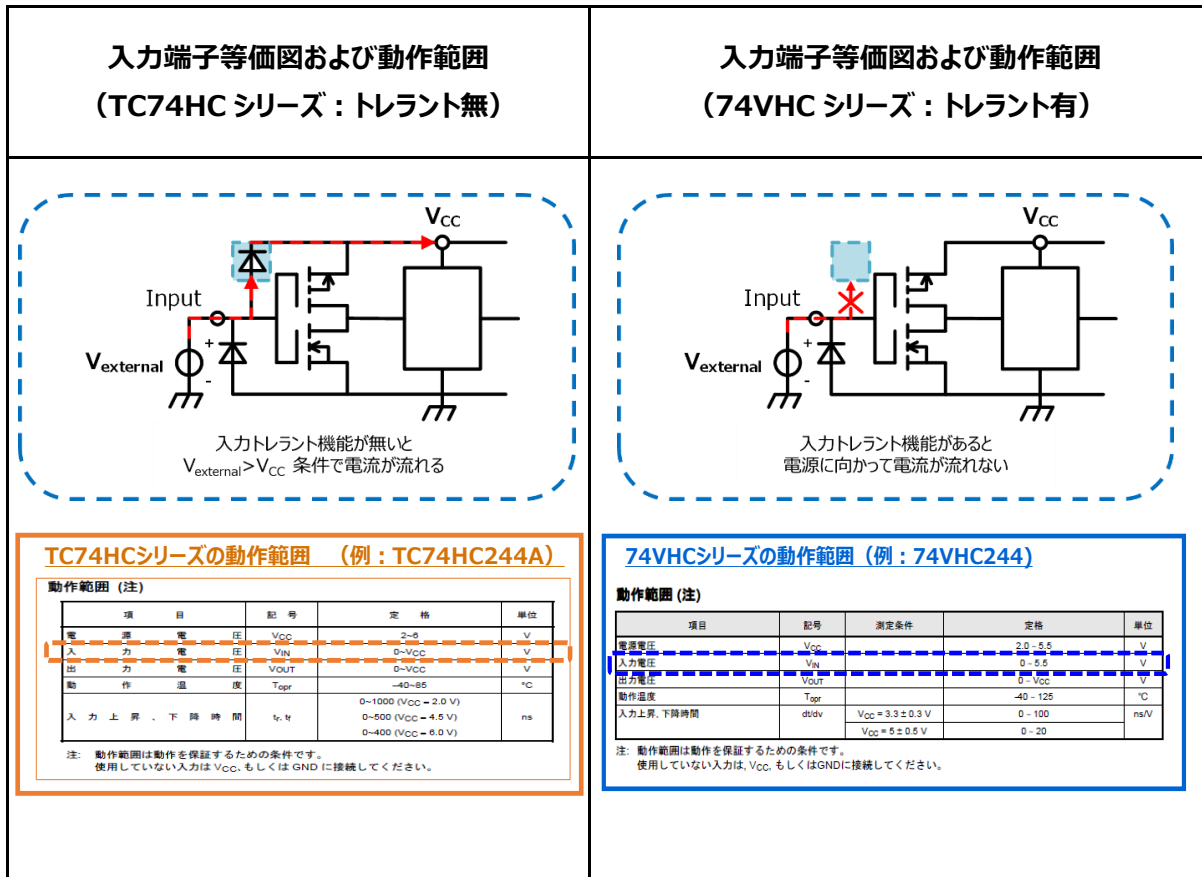 入力端子等価図および動作範囲
（TC74HC シリーズ：トレラント無）
入力端子等価図および動作範囲
（74VHC シリーズ：トレラント有）
VCC
Input
+
Vexternal
-
入力トレラント機能が無いと
Vexternal>VCC 条件で電流が流れる
VCC
Input
+
Vexternal
-
入力トレラント機能があると
電源に向かって電流が流れない
TC74HCシリーズの動作範囲 （例：TC74HC244A）
動作範囲 (注)
項 目 記 号 定 格 単位
電 源 電 圧 VCC 2~6 V
入 力 電 圧 VIN 0~VCC V
出 力 電 圧 VOUT 0~VCC V
動 作 温 度 Topr −40~85 °C
入 力 上 昇 、 下 降 時 間 tr, tf 0~1000 (VCC = 2.0 V) ns
0~500 (VCC = 4.5 V)
0~400 (VCC = 6.0 V)
注: 動作範囲は動作を保証するための条件です。
使用していない入力は VCC、もしくは GND に接続してください。
74VHCシリーズの動作範囲（例：74VHC244)
動作範囲 (注)
項目 記号 測定条件 定格 単位
電源電圧 VCC 2.0 ~ 5.5 V
入力電圧 VIN 0 ~ 5.5 V
出力電圧 VOUT 0 ~ VCC V
動作温度 Topr -40 ~ 125 °C
入力上昇, 下降時間 dt/dv VCC = 3.3 ± 0.3 V 0 ~ 100 ns/V
VCC = 5 ± 0.5 V 0 ~ 20
注: 動作範囲は動作を保証するための条件です。
使用していない入力は, VCC, もしくはGNDに接続してください。